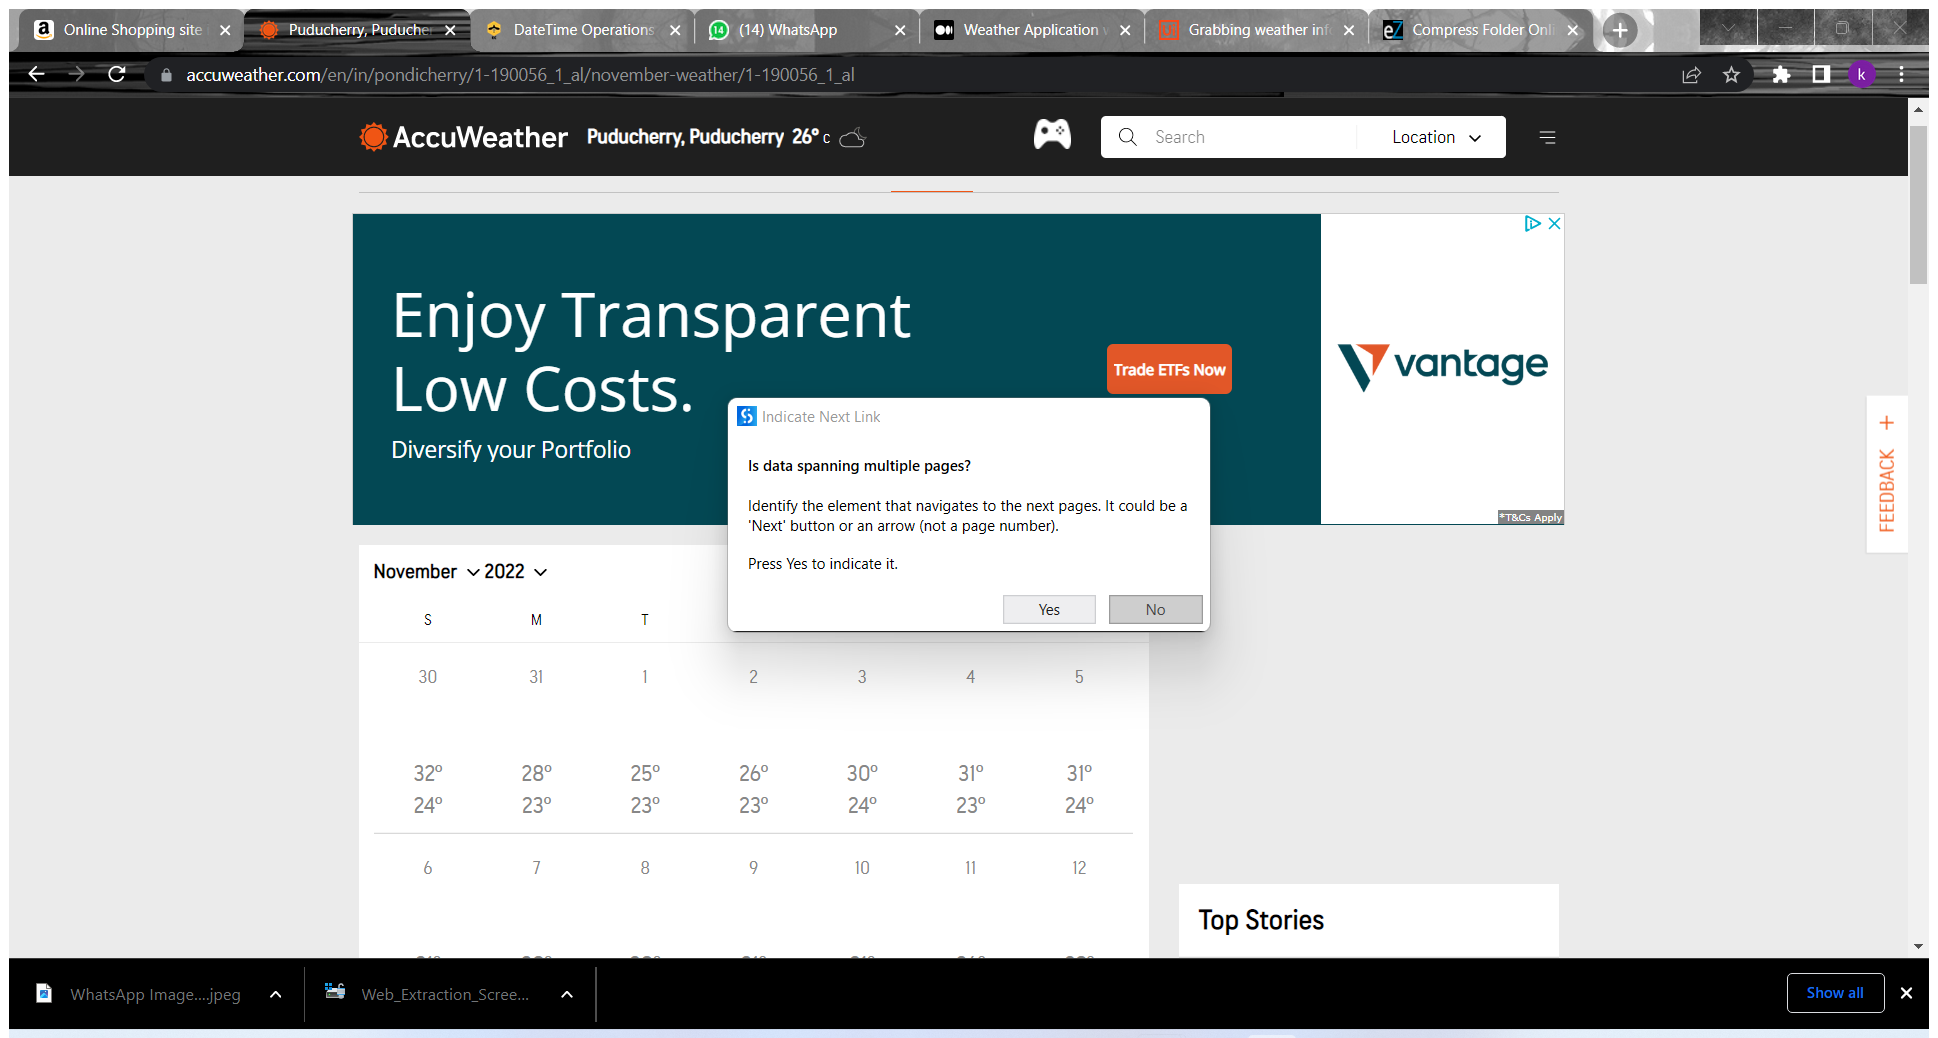 Online Shopping site
Puducherry, Puduche
DateTime Operations
14
(14) WhatsApp
Weather Application
Grabbing weather inf
eZ
Compress Folder Onl
accuweather.com/en/in/pondicherry/1-190056_1_al/november-weather/1-190056_1_al
k
AccuWeather
Puducherry, Puducherry 26° c
Search
Location
Enjoy Transparent
Low Costs.
Diversify your Portfolio
Trade ETFs Now
vantage
*T&Cs Apply
FEEDBACK
Indicate Next Link
Is data spanning multiple pages?
Identify the element that navigates to the next pages. It could be a
'Next' button or an arrow (not a page number).
Press Yes to indicate it.
Yes
No
November 2022
S M T
30 31 1 2 3 4 5
32° 28° 25° 26° 30° 31° 31°
24° 23° 23° 23° 24° 23° 24°
6 7 8 9 10 11 12
Top Stories
WhatsApp Image....jpeg
Web_Extraction_Scree...
Show all